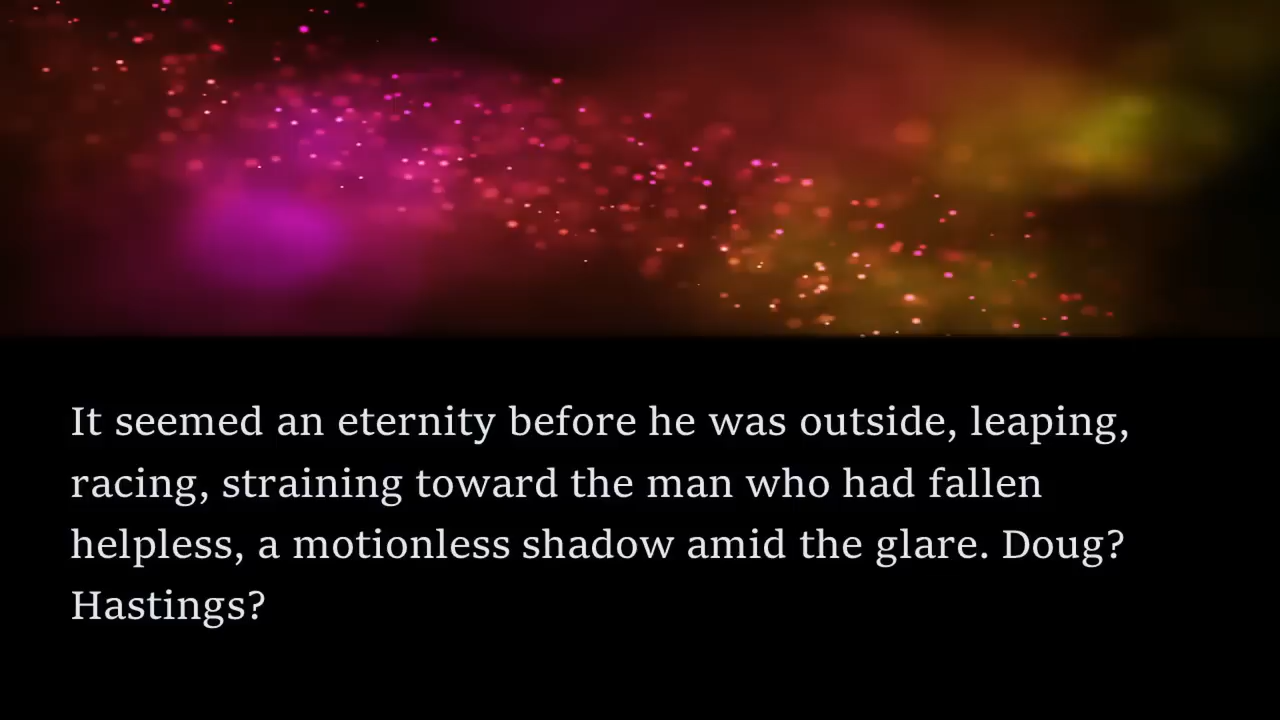 It seemed an eternity before he was outside, leaping,
racing, straining toward the man who had fallen
helpless, a motionless shadow amid the glare. Doug?
Hastings?